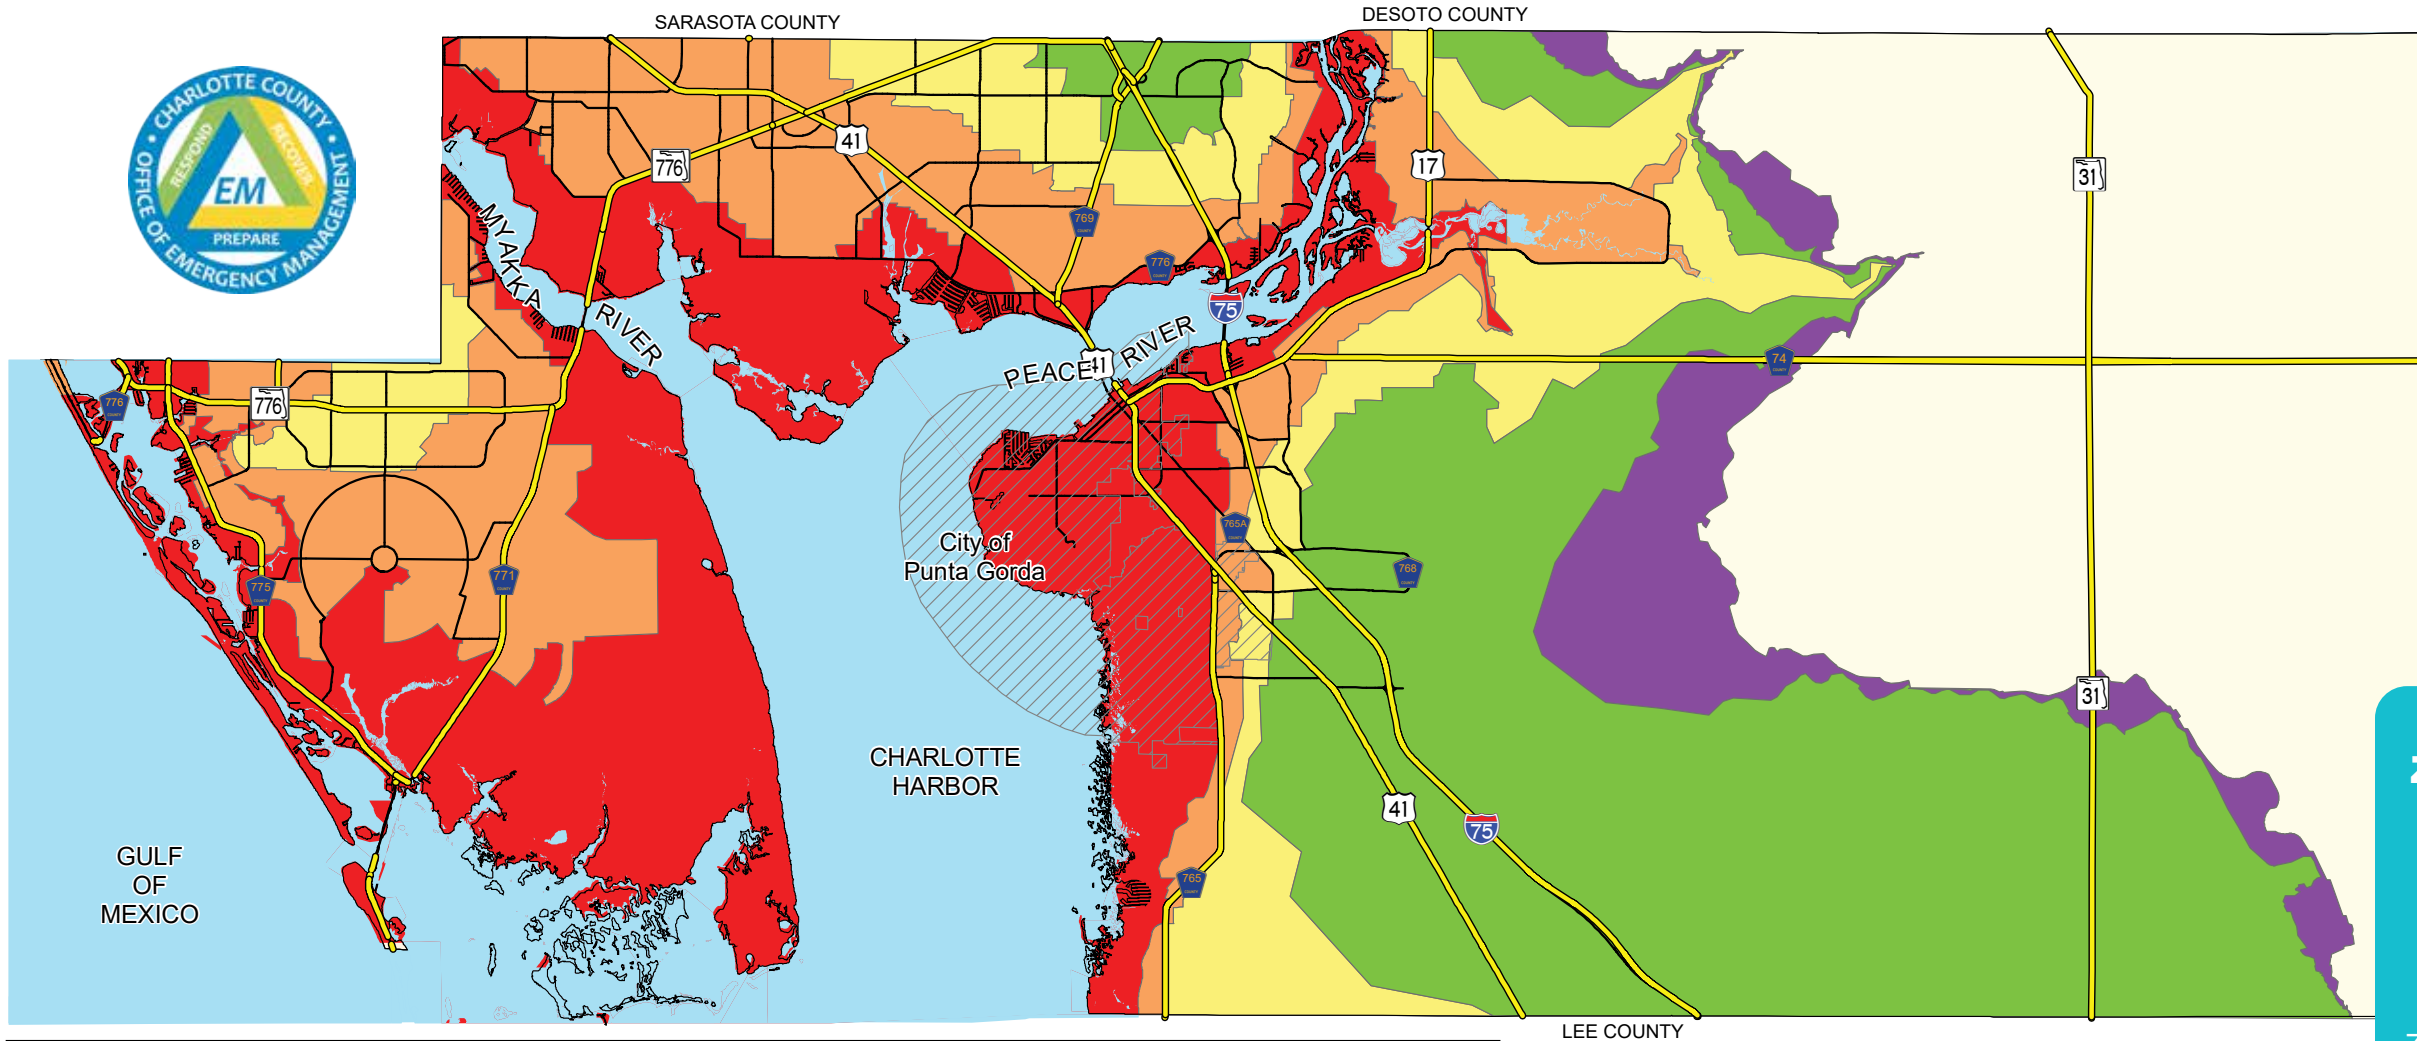 SARASOTA COUNTY
DESOTO COUNTY
CHARLOTTE COUNTY
OFFICE OF EMERGENCY MANAGEMENT
RESPOND
RECOVER
EM
PREPARE
41
776
17
31
769
776
MYAKKA
RIVER
75
PEACE
41
RIVER
74
776
776
City of
Punta Gorda
765A
768
775
771
31
CHARLOTTE
HARBOR
41
75
GULF
OF
MEXICO
765
LEE COUNTY